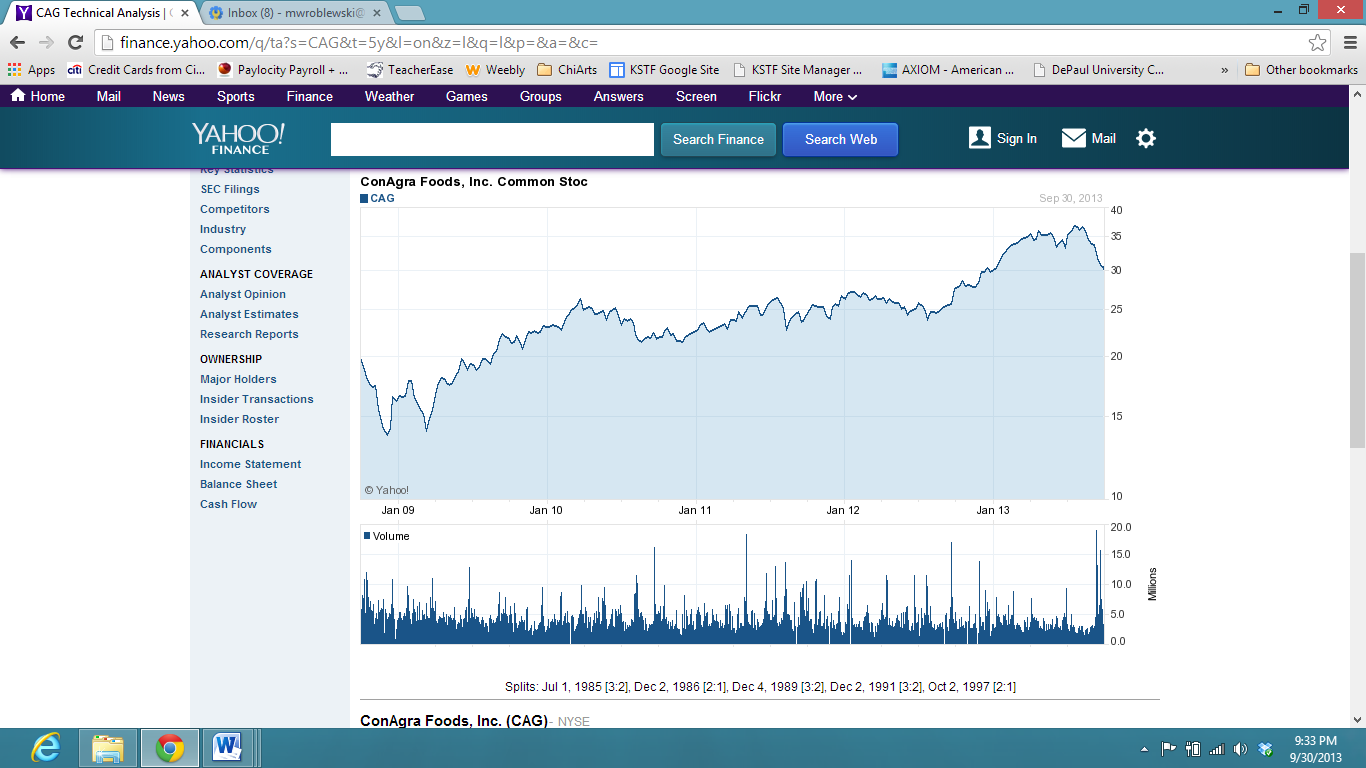 CAG Technical Analysis | C
Inbox (8) - mwroblewski@
finance.yahoo.com/q/ta?s=CAG&t=5y&l=on&z=l&q=l&p=&a=&c=
Apps citi Credit Cards from Ci... Paylocity Payroll + ... TeacherEase Weebly ChiArts KSTF Google Site KSTF Site Manager ... AXIOM - American ... DePaul University C... » Other bookmarks
Home Mail News Sports Finance Weather Games Groups Answers Screen Flickr More
YAHOO! FINANCE Search Finance Search Web Sign In Mail
Key Statistics
SEC Filings
Competitors
Industry
Components
ANALYST COVERAGE
Analyst Opinion
Analyst Estimates
Research Reports
OWNERSHIP
Major Holders
Insider Transactions
Insider Roster
FINANCIALS
Income Statement
Balance Sheet
Cash Flow
ConAgra Foods, Inc. Common Stoc
CAG Sep 30, 2013
40
35
30
25
20
15
10
© Yahoo!
Jan 09 Jan 10 Jan 11 Jan 12 Jan 13
Volume
20.0
15.0
10.0
5.0
0.0
Millions
Splits: Jul 1, 1985 [3:2], Dec 2, 1986 [2:1], Dec 4, 1989 [3:2], Dec 2, 1991 [3:2], Oct 2, 1997 [2:1]
ConAgra Foods, Inc. (CAG) - NYSE
9:33 PM
9/30/2013